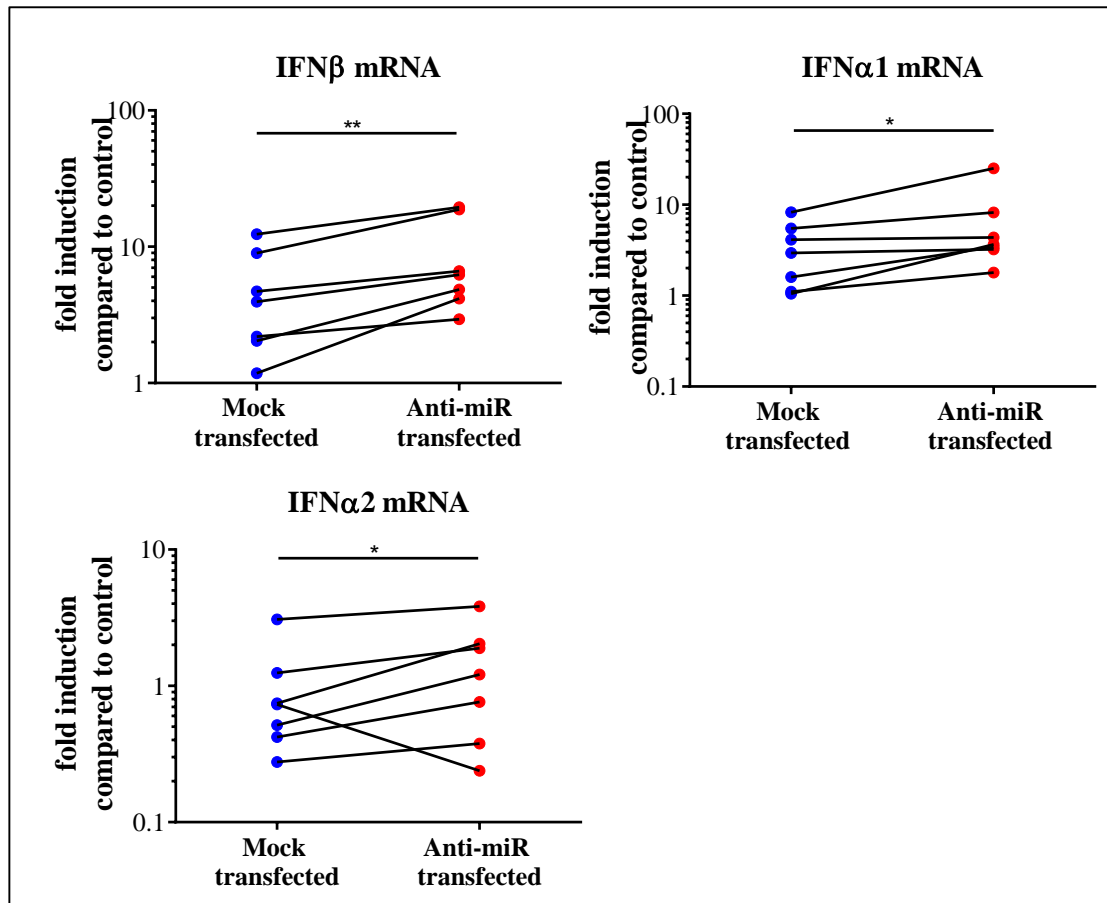 IFNβ mRNA
fold induction
compared to control
100
10
1
**
Mock
transfected
Anti-miR
transfected
IFNα1 mRNA
fold induction
compared to control
100
10
1
0.1
*
Mock
transfected
Anti-miR
transfected
IFNα2 mRNA
fold induction
compared to control
10
1
0.1
*
Mock
transfected
Anti-miR
transfected